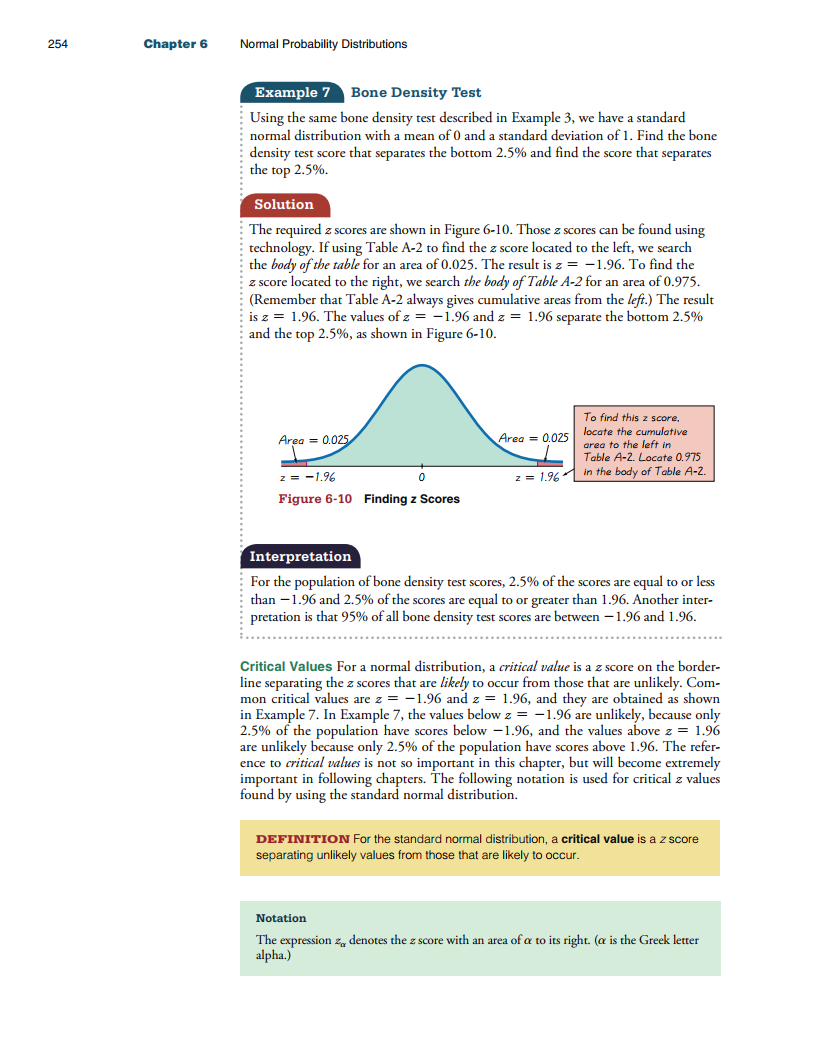 254 Chapter 6 Normal Probability Distributions
Example 7 Bone Density Test
Using the same bone density test described in Example 3, we have a standard
normal distribution with a mean of 0 and a standard deviation of 1. Find the bone
density test score that separates the bottom 2.5% and find the score that separates
the top 2.5%.
Solution
The required z scores are shown in Figure 6-10. Those z scores can be found using
technology. If using Table A-2 to find the z score located to the left, we search
the body of the table for an area of 0.025. The result is z = −1.96. To find the
z score located to the right, we search the body of Table A-2 for an area of 0.975.
(Remember that Table A-2 always gives cumulative areas from the left.) The result
is z = 1.96. The values of z = −1.96 and z = 1.96 separate the bottom 2.5%
and the top 2.5%, as shown in Figure 6-10.
Area = 0.025
Area = 0.025
z = −1.96
0
z = 1.96
To find this z score,
locate the cumulative
area to the left in
Table A-2. Locate 0.975
in the body of Table A-2.
Figure 6-10 Finding z Scores
Interpretation
For the population of bone density test scores, 2.5% of the scores are equal to or less
than −1.96 and 2.5% of the scores are equal to or greater than 1.96. Another inter-
pretation is that 95% of all bone density test scores are between −1.96 and 1.96.
Critical Values For a normal distribution, a critical value is a z score on the border-
line separating the z scores that are likely to occur from those that are unlikely. Com-
mon critical values are z = −1.96 and z = 1.96, and they are obtained as shown
in Example 7. In Example 7, the values below z = −1.96 are unlikely, because only
2.5% of the population have scores below −1.96, and the values above z = 1.96
are unlikely because only 2.5% of the population have scores above 1.96. The refer-
ence to critical values is not so important in this chapter, but will become extremely
important in following chapters. The following notation is used for critical z values
found by using the standard normal distribution.
DEFINITION For the standard normal distribution, a critical value is a z score
separating unlikely values from those that are likely to occur.
Notation
The expression zα denotes the z score with an area of α to its right. (α is the Greek letter
alpha.)